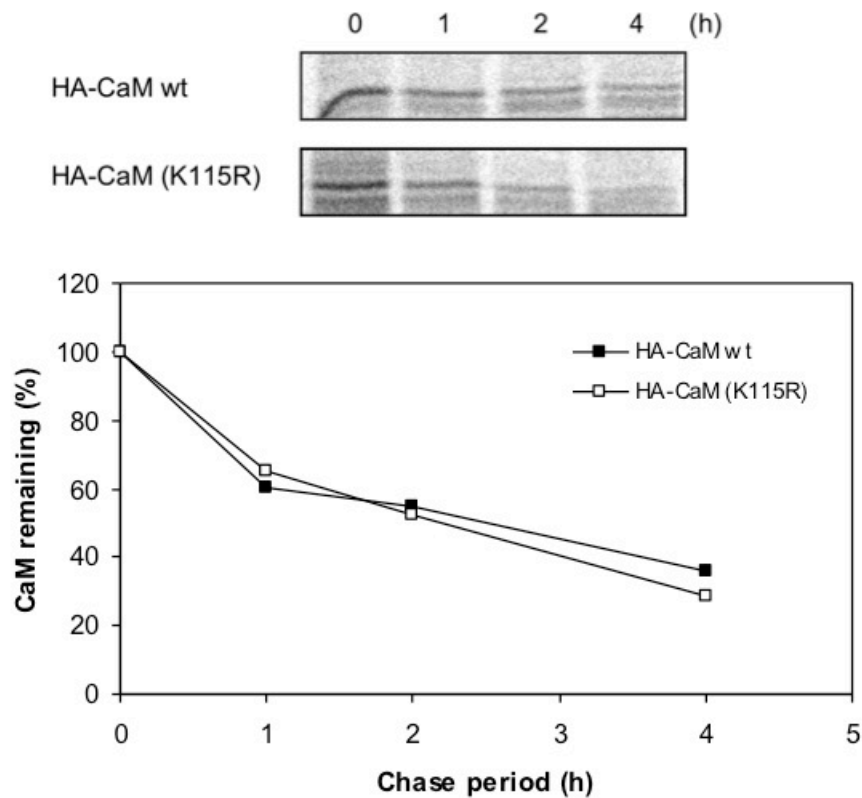 0 1 2 4 (h)
HA-CaM wt
HA-CaM (K115R)
120
100
80
60
40
20
0
CaM remaining (%)
HA-CaM wt
HA-CaM (K115R)
0 1 2 3 4 5
Chase period (h)